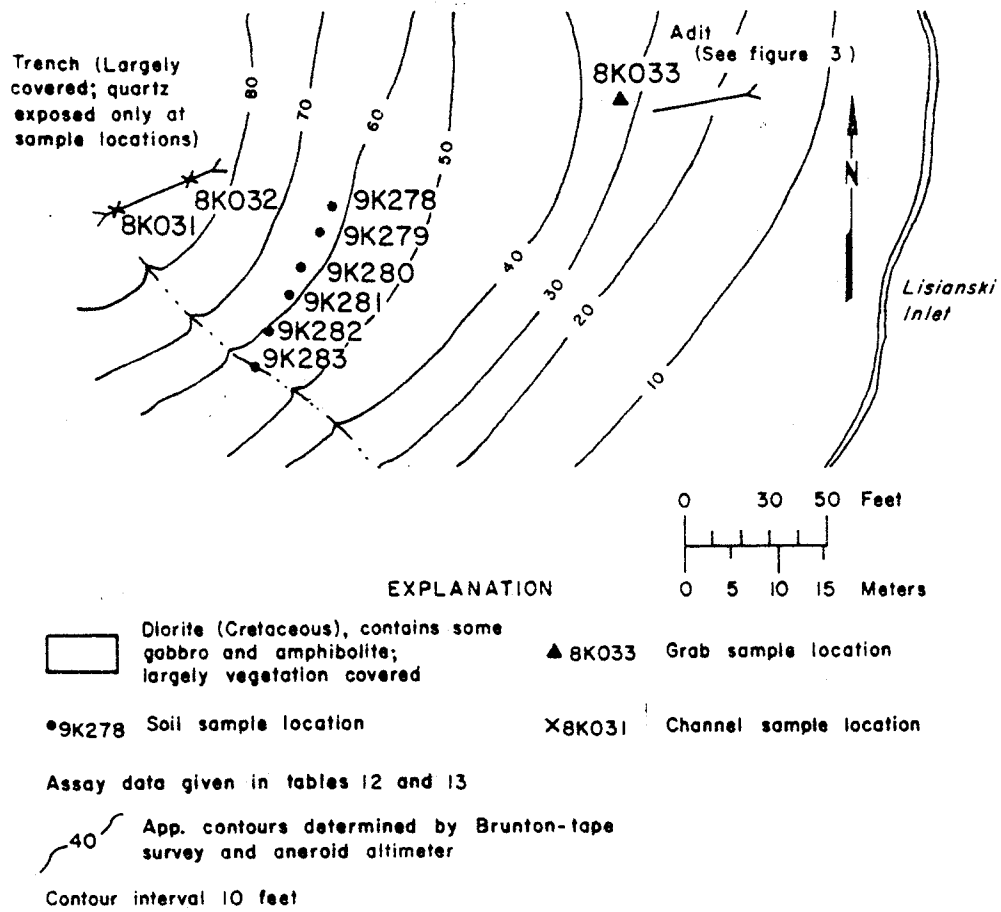 Trench (Largely
covered; quartz
exposed only at
sample locations)
80
70
60
50
Adit
(See figure 3)
8K033
N
8K032
8K031
9K278
9K279
9K280
9K281
9K282
9K283
40
30
20
10
Lisianski
Inlet
0 30 50 Feet
0 5 10 15 Meters
EXPLANATION
Diorite (Cretaceous), contains some
gabbro and amphibolite;
largely vegetation covered
8K033 Grab sample location
9K278 Soil sample location
8K031 Channel sample location
Assay data given in tables 12 and 13
40 App. contours determined by Brunton-tape
survey and aneroid altimeter
Contour interval 10 feet